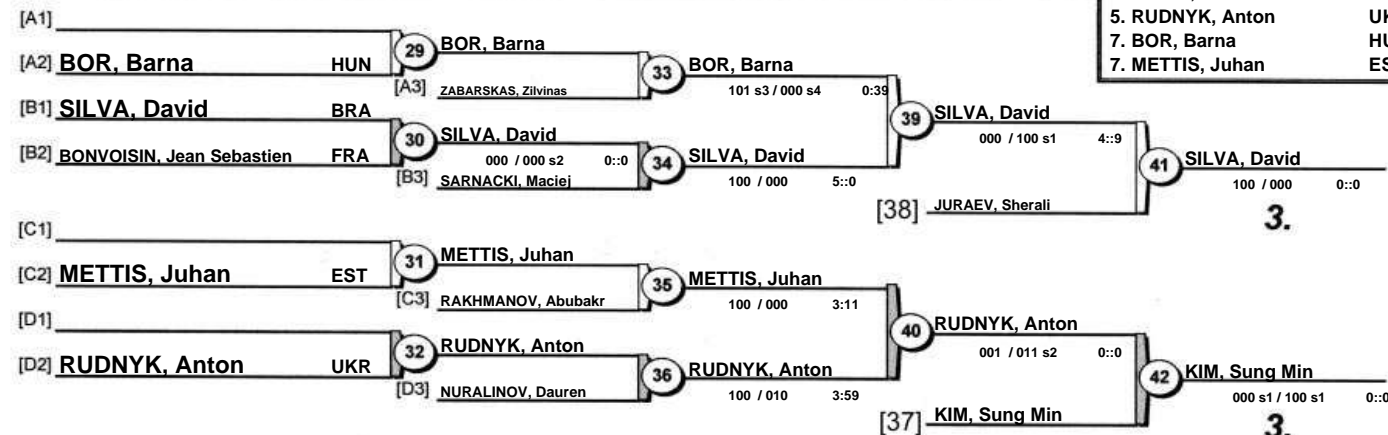 5. RUDNYK, Anton UK
7. BOR, Barna HU
7. METTIS, Juhan ES
[A1]
[A2] BOR, Barna HUN
29
BOR, Barna
[A3] ZABARSKAS, Zilvinas
33
BOR, Barna
101 s3 / 000 s4 0:39
[B1] SILVA, David BRA
[B2] BONVOISIN, Jean Sebastien FRA
30
SILVA, David
000 / 000 s2 0::0
[B3] SARNACKI, Maciej
34
SILVA, David
100 / 000 5::0
39
SILVA, David
000 / 100 s1 4::9
[38] JURAEV, Sherali
41
SILVA, David
100 / 000 0::0
3.
[C1]
[C2] METTIS, Juhan EST
31
METTIS, Juhan
[C3] RAKHMANOV, Abubakr
35
METTIS, Juhan
100 / 000 3:11
[D1]
[D2] RUDNYK, Anton UKR
32
RUDNYK, Anton
[D3] NURALINOV, Dauren
36
RUDNYK, Anton
100 / 010 3:59
40
RUDNYK, Anton
001 / 011 s2 0::0
[37] KIM, Sung Min
42
KIM, Sung Min
000 s1 / 100 s1 0::0
3.